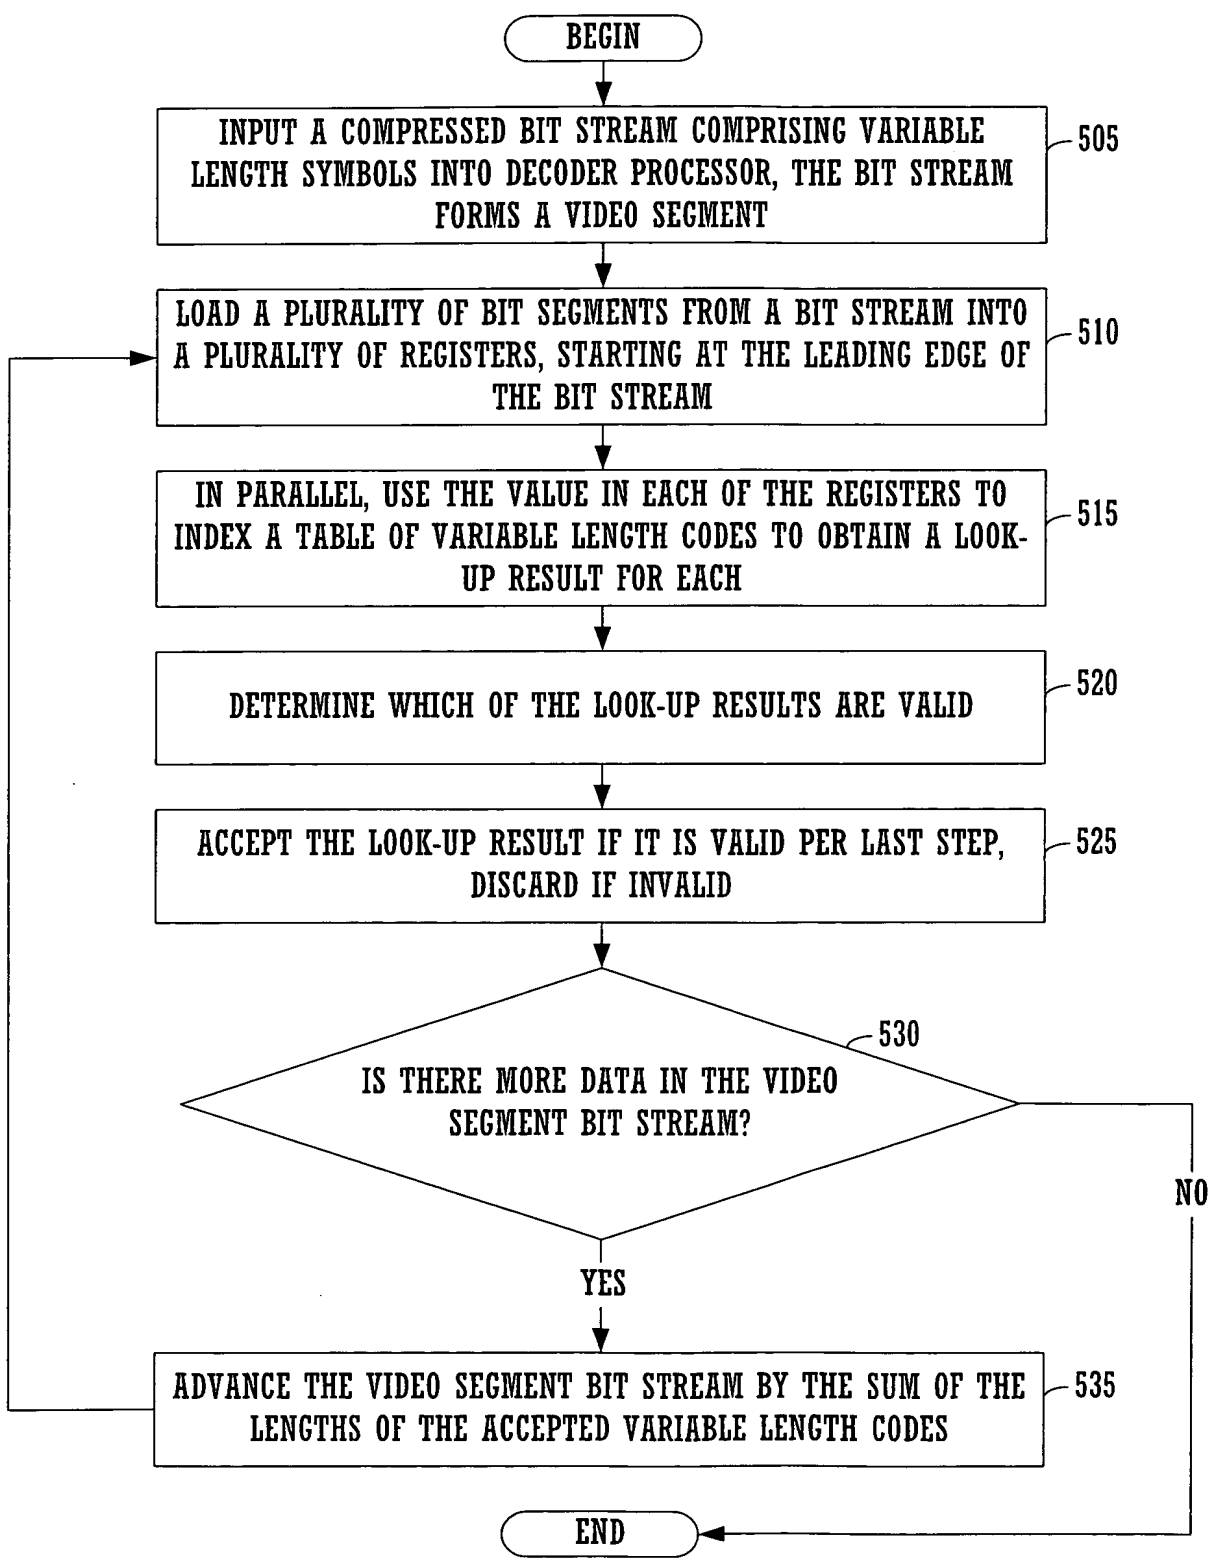 BEGIN
INPUT A COMPRESSED BIT STREAM COMPRISING VARIABLE
LENGTH SYMBOLS INTO DECODER PROCESSOR, THE BIT STREAM
FORMS A VIDEO SEGMENT
505
LOAD A PLURALITY OF BIT SEGMENTS FROM A BIT STREAM INTO
A PLURALITY OF REGISTERS, STARTING AT THE LEADING EDGE OF
THE BIT STREAM
510
IN PARALLEL, USE THE VALUE IN EACH OF THE REGISTERS TO
INDEX A TABLE OF VARIABLE LENGTH CODES TO OBTAIN A LOOK-
UP RESULT FOR EACH
515
DETERMINE WHICH OF THE LOOK-UP RESULTS ARE VALID
520
ACCEPT THE LOOK-UP RESULT IF IT IS VALID PER LAST STEP,
DISCARD IF INVALID
525
530
IS THERE MORE DATA IN THE VIDEO
SEGMENT BIT STREAM?
NO
YES
ADVANCE THE VIDEO SEGMENT BIT STREAM BY THE SUM OF THE
LENGTHS OF THE ACCEPTED VARIABLE LENGTH CODES
535
END